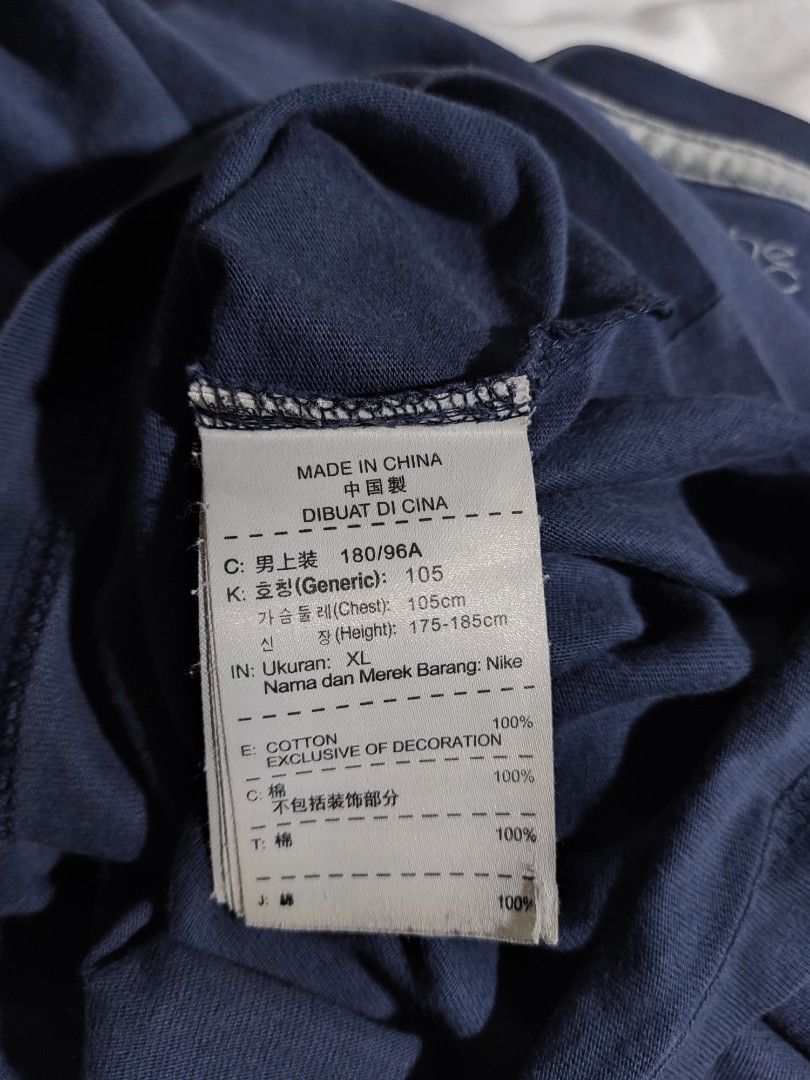 MADE IN CHINA
中国製
DIBUAT DI CINA
C: 男上装 180/96A
K: 호칭(Generic): 105
가슴둘레(Chest): 105cm
신 장(Height): 175-185cm
IN: Ukuran: XL
Nama dan Merek Barang: Nike
E: COTTON 100%
EXCLUSIVE OF DECORATION
C: 棉 100%
不包括装饰部分
T: 棉 100%
J: 綿 100%